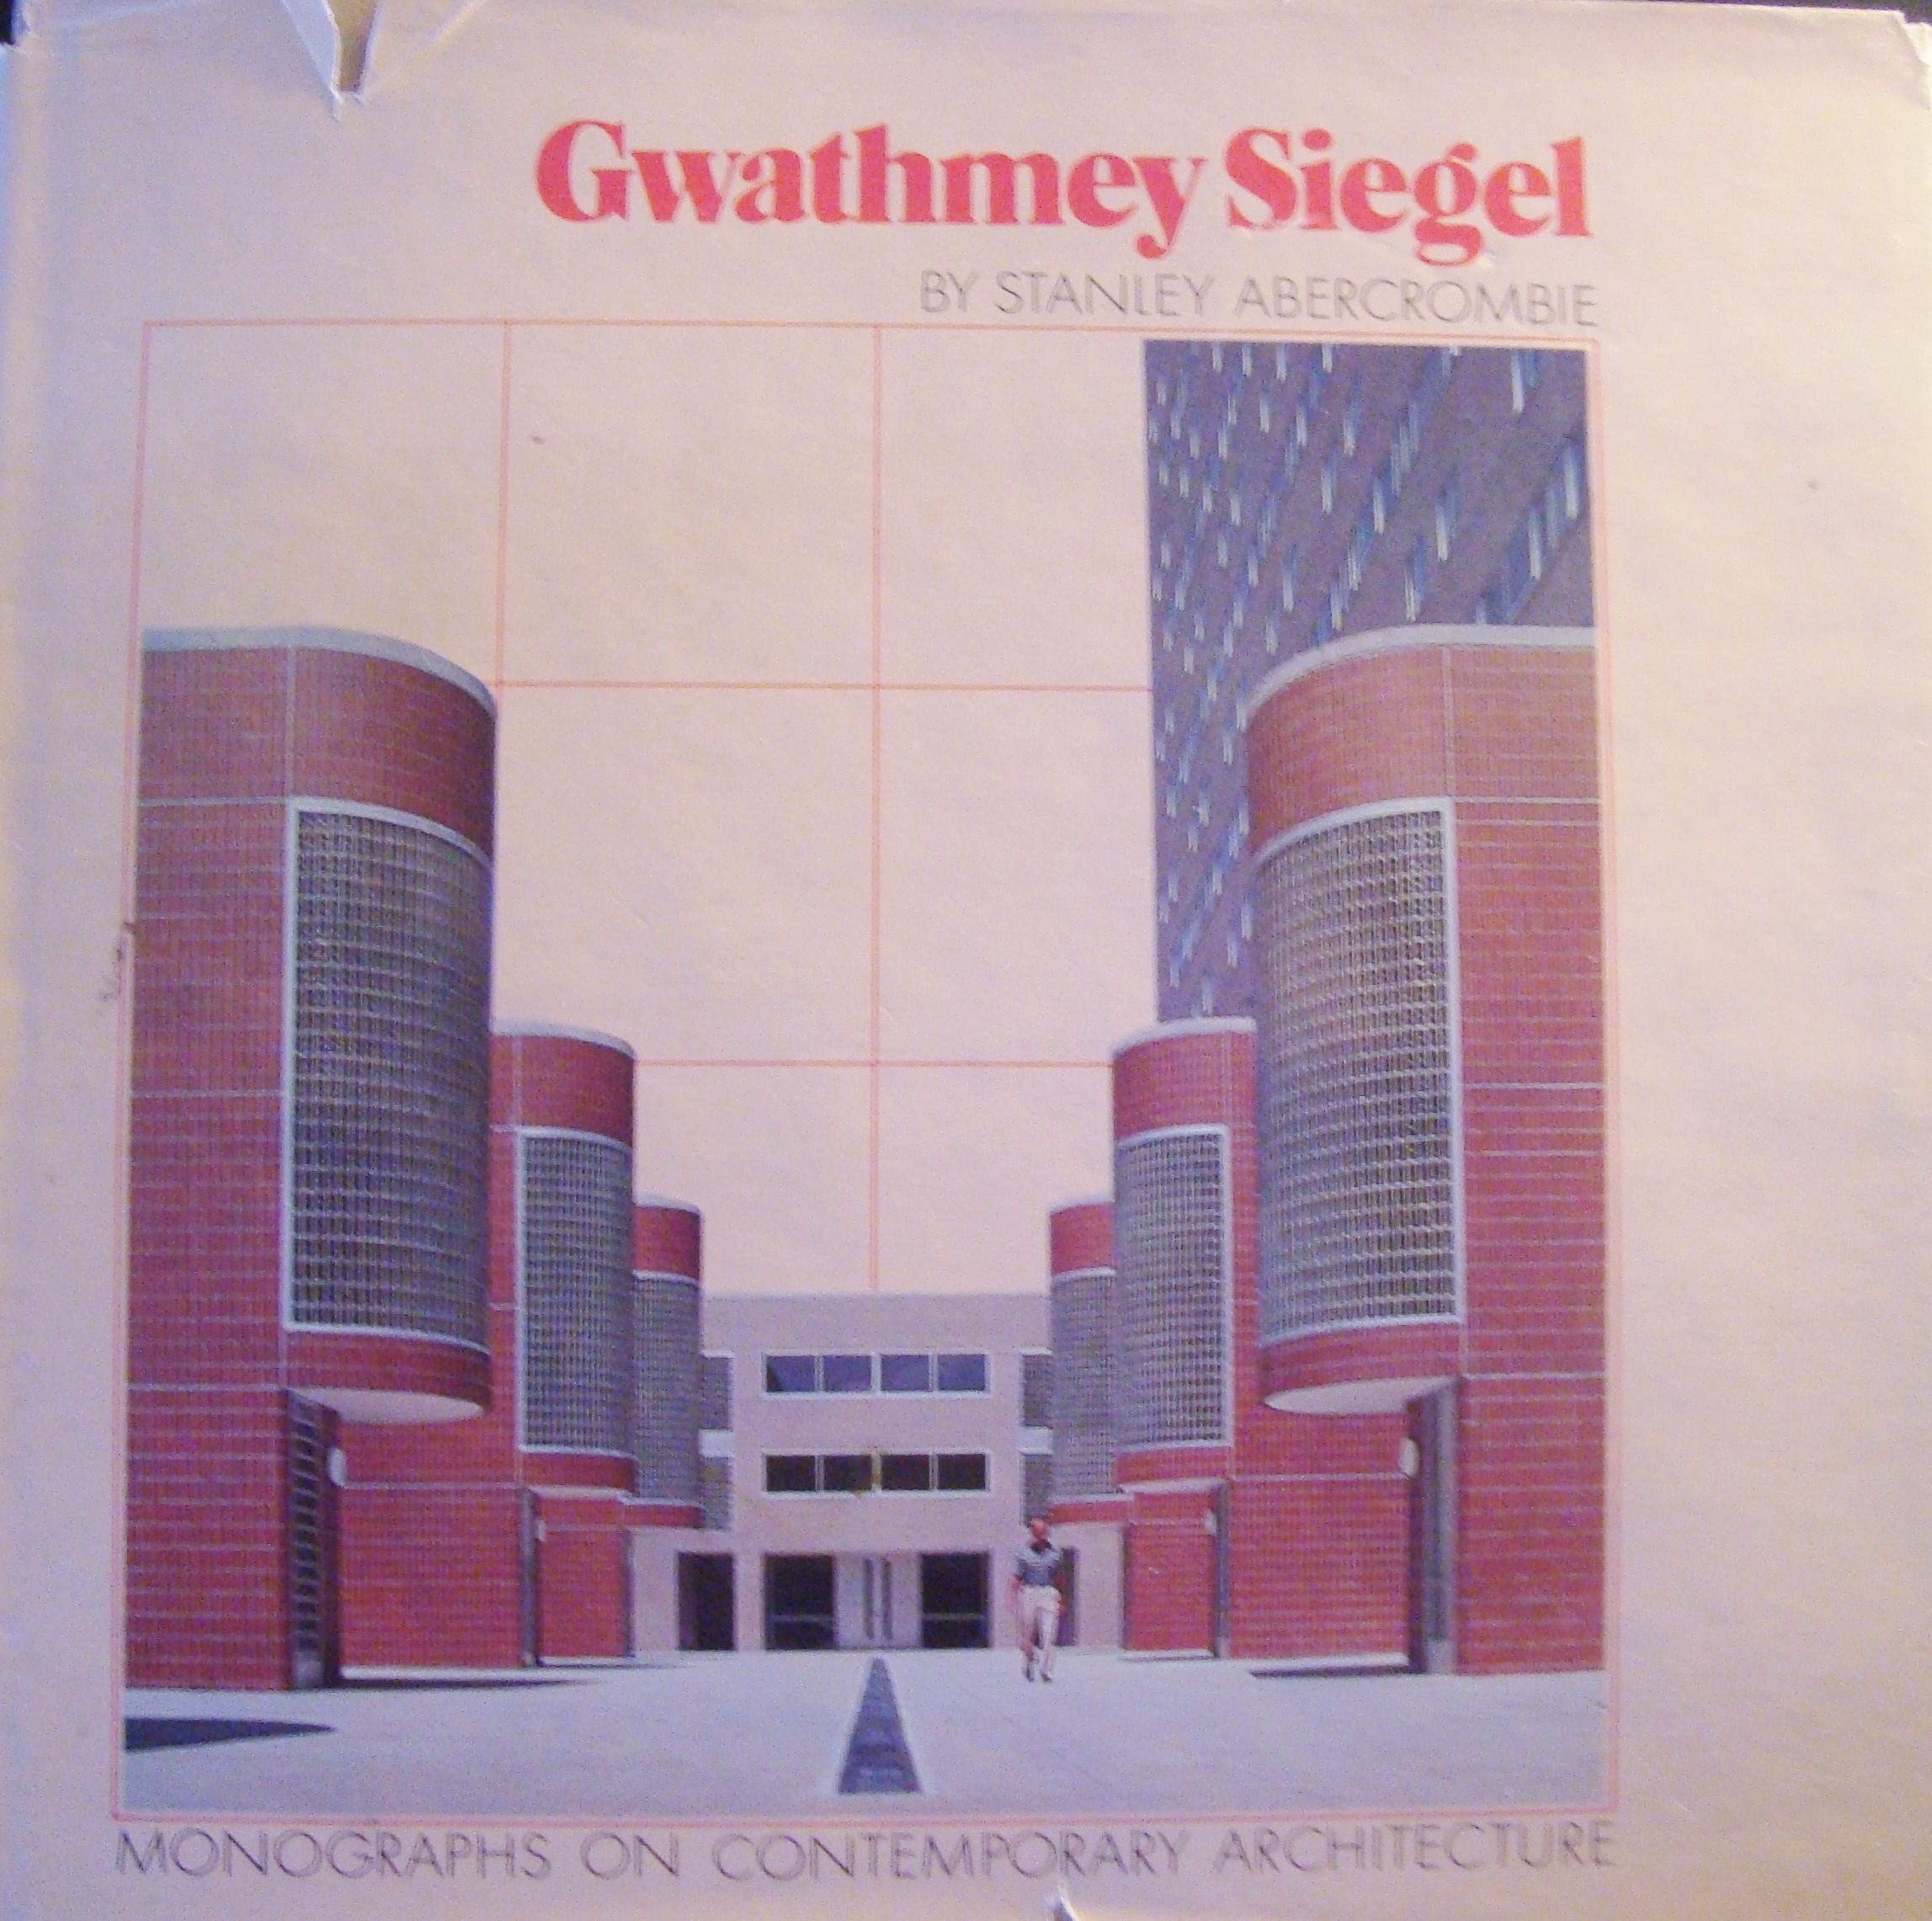 Gwathmey Siegel
BY STANLEY ABERCROMBIE
MONOGRAPHS ON CONTEMPORARY ARCHITECTURE